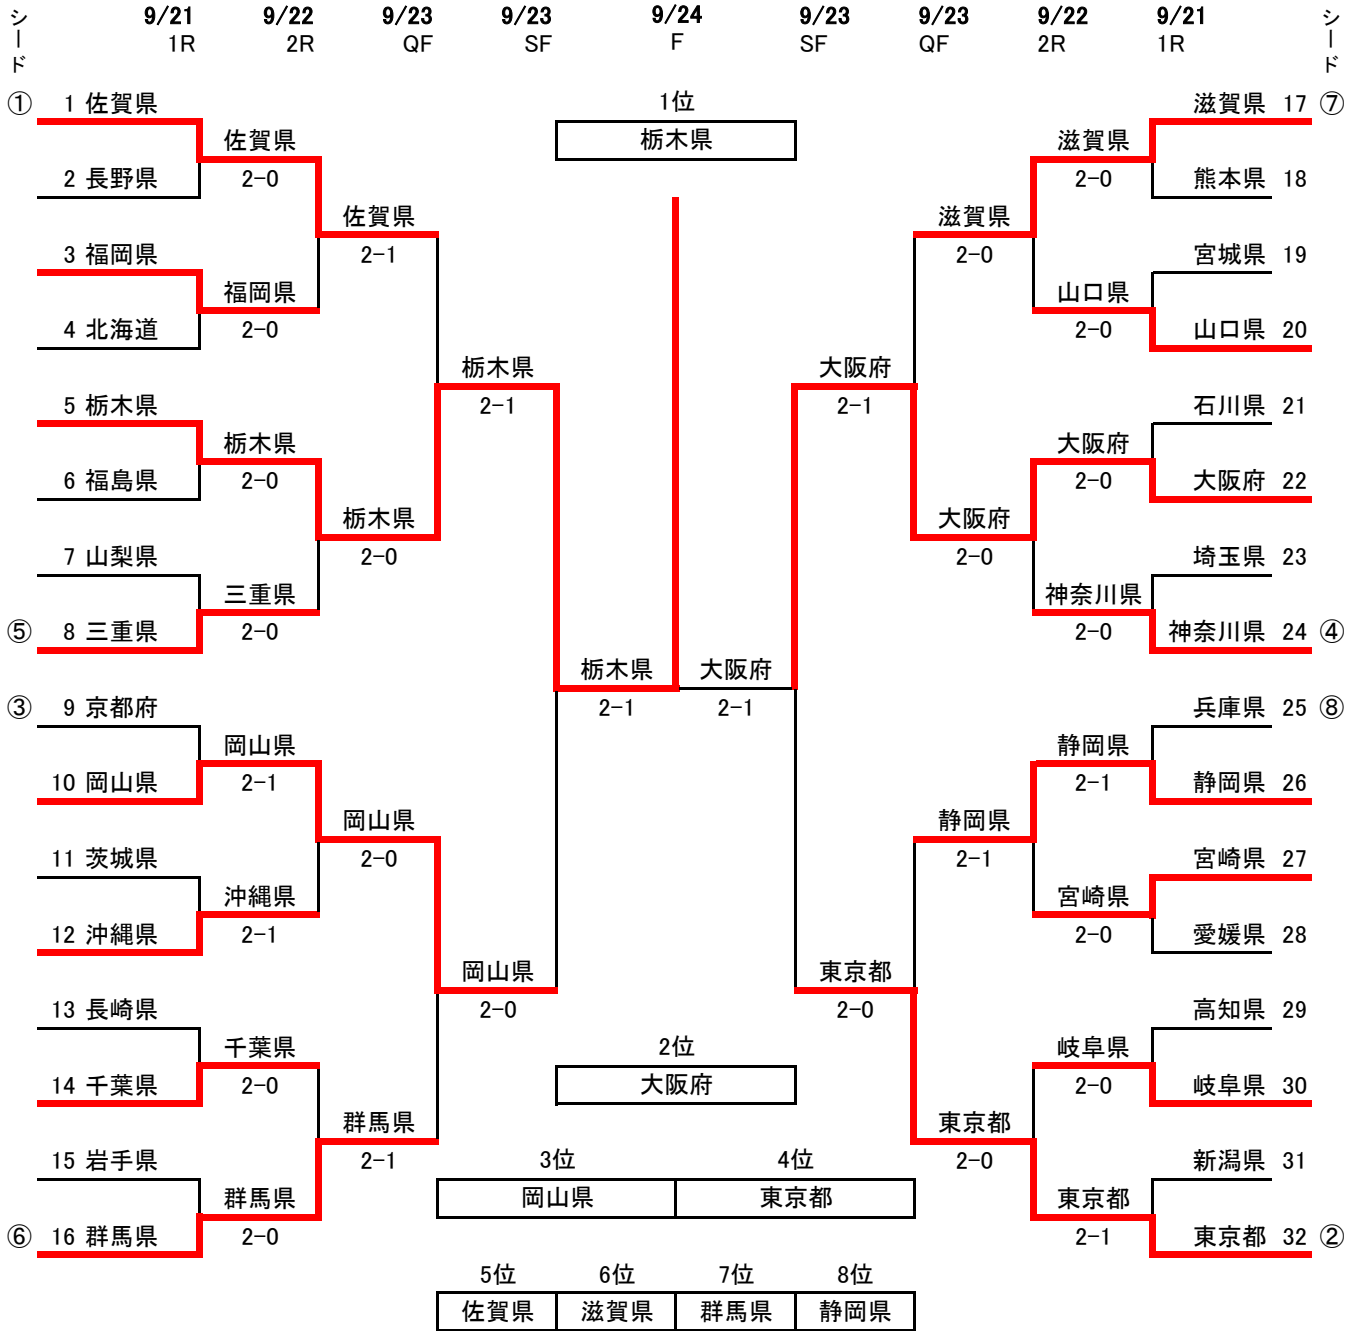 シード 9/21 9/22 9/23 9/23 9/24 9/23 9/23 9/22 9/21 シード
1R 2R QF SF F SF QF 2R 1R
① 1 佐賀県 1位 滋賀県 17 ⑦
佐賀県 栃木県 滋賀県
2-0 2-0
2 長野県 熊本県 18
佐賀県 滋賀県
2-1 2-0
3 福岡県 宮城県 19
福岡県 山口県
2-0 2-0
4 北海道 山口県 20
栃木県 大阪府
2-1 2-1
5 栃木県 石川県 21
栃木県 大阪府
2-0 2-0
6 福島県 大阪府 22
栃木県 大阪府
2-0 2-0
7 山梨県 埼玉県 23
三重県 神奈川県
2-0 2-0
⑤ 8 三重県 神奈川県 24 ④
栃木県 大阪府
2-1 2-1
③ 9 京都府 兵庫県 25 ⑧
岡山県 静岡県
2-1 2-1
10 岡山県 静岡県 26
岡山県 静岡県
2-0 2-1
11 茨城県 宮崎県 27
沖縄県 宮崎県
2-1 2-0
12 沖縄県 愛媛県 28
岡山県 東京都
2-0 2-0
13 長崎県 高知県 29
千葉県 2位 岐阜県
2-0 大阪府 2-0
14 千葉県 岐阜県 30
群馬県 東京都
2-1 2-0
15 岩手県 3位 4位 新潟県 31
群馬県 岡山県 東京都 東京都
2-0 2-1
⑥ 16 群馬県 東京都 32 ②
5位 6位 7位 8位
佐賀県 滋賀県 群馬県 静岡県